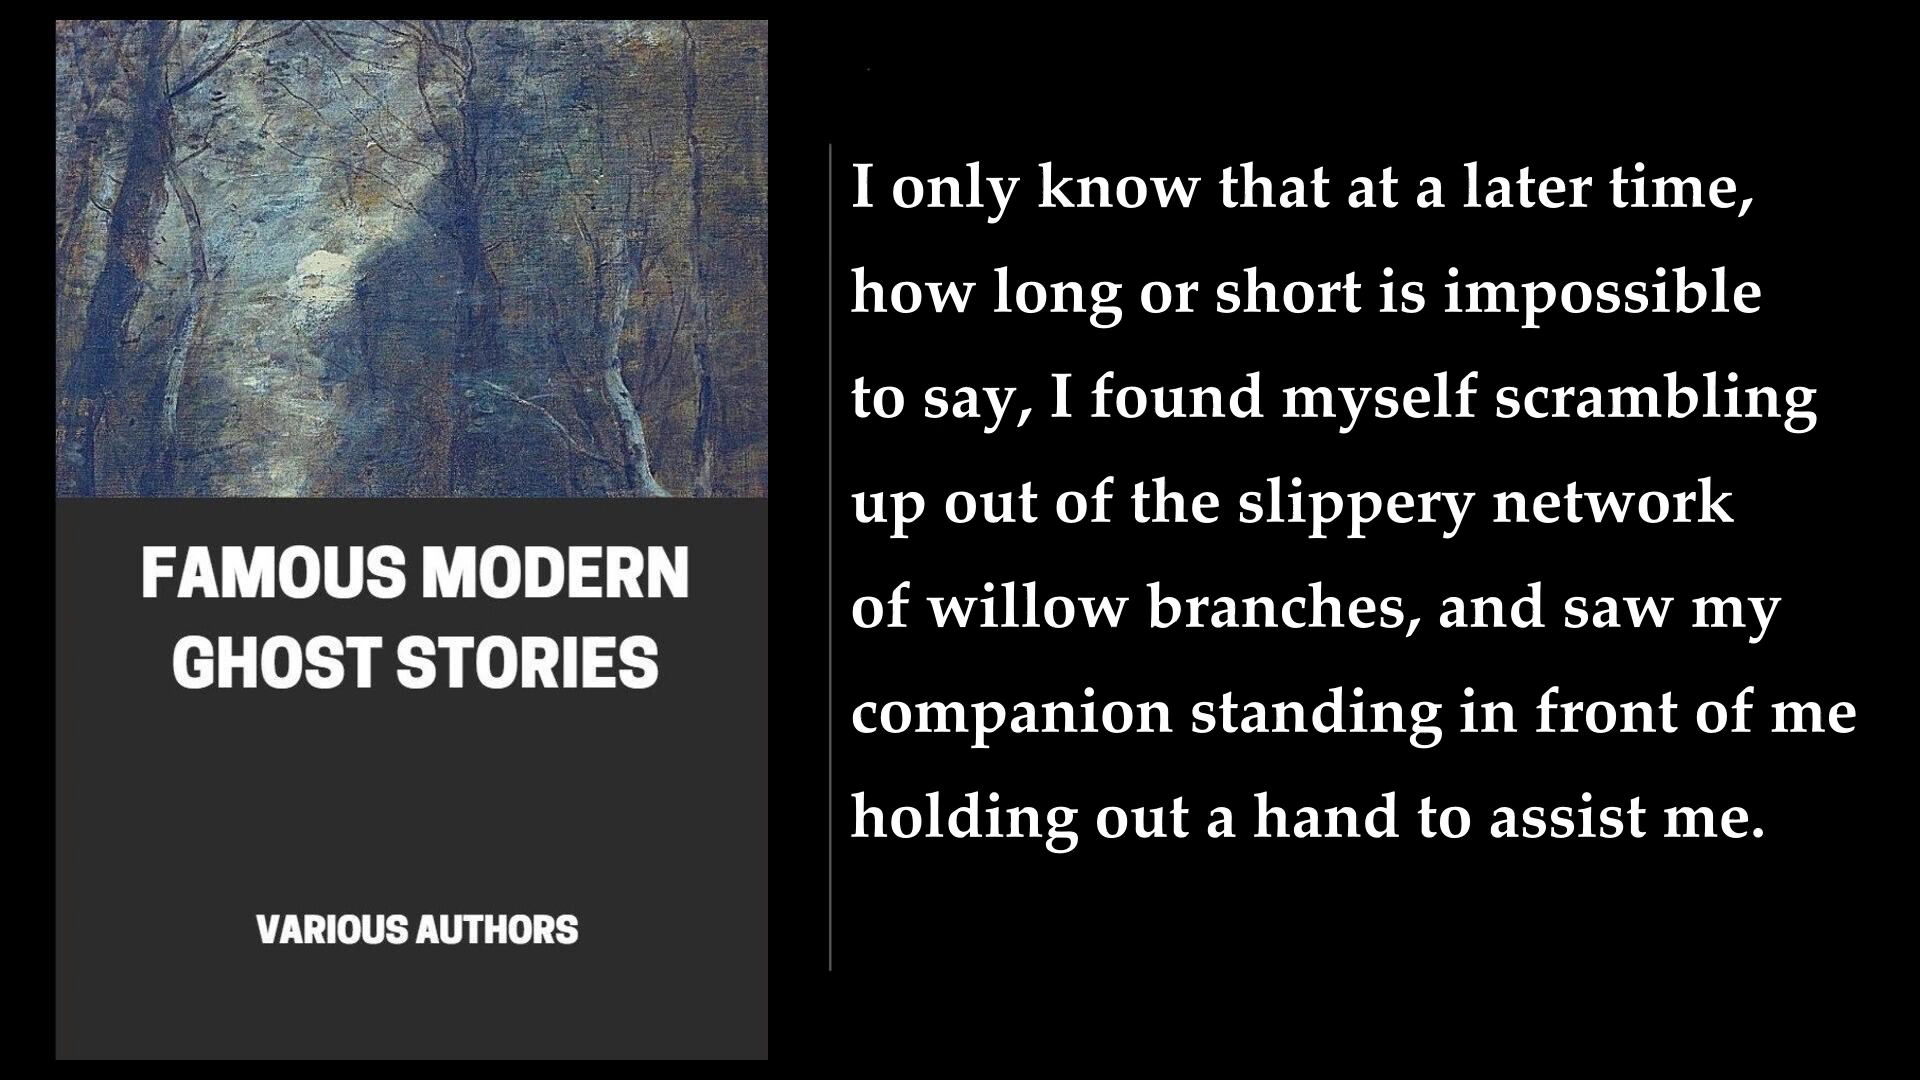 FAMOUS MODERN
GHOST STORIES
VARIOUS AUTHORS
I only know that at a later time,
how long or short is impossible
to say, I found myself scrambling
up out of the slippery network
of willow branches, and saw my
companion standing in front of me
holding out a hand to assist me.